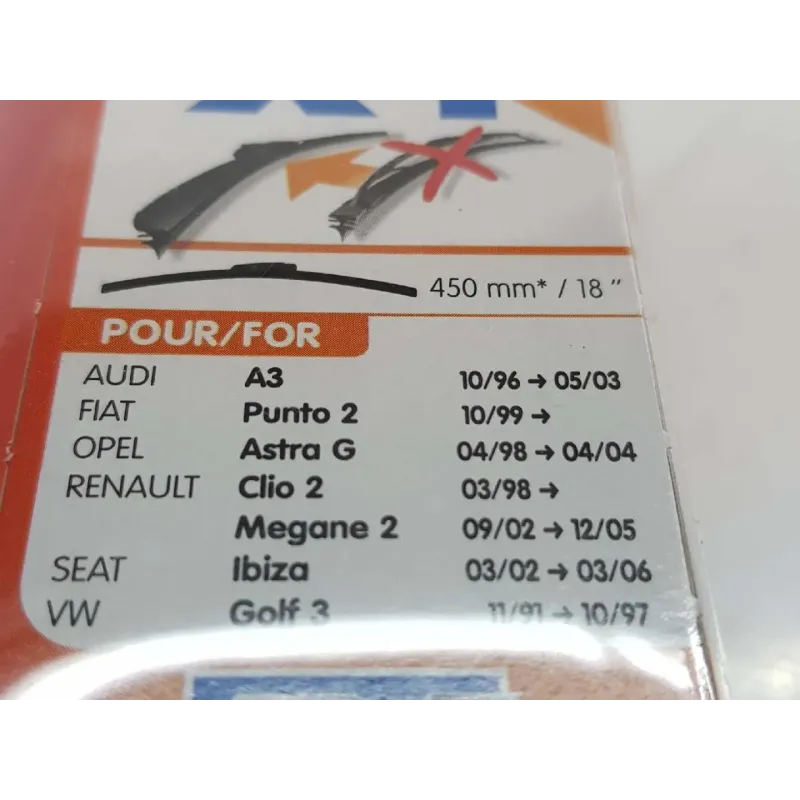 450 mm* / 18 "
POUR/FOR
AUDI A3 10/96 → 05/03
FIAT Punto 2 10/99 →
OPEL Astra G 04/98 → 04/04
RENAULT Clio 2 03/98 →
Megane 2 09/02 → 12/05
SEAT Ibiza 03/02 → 03/06
VW Golf 3 11/91 → 10/97